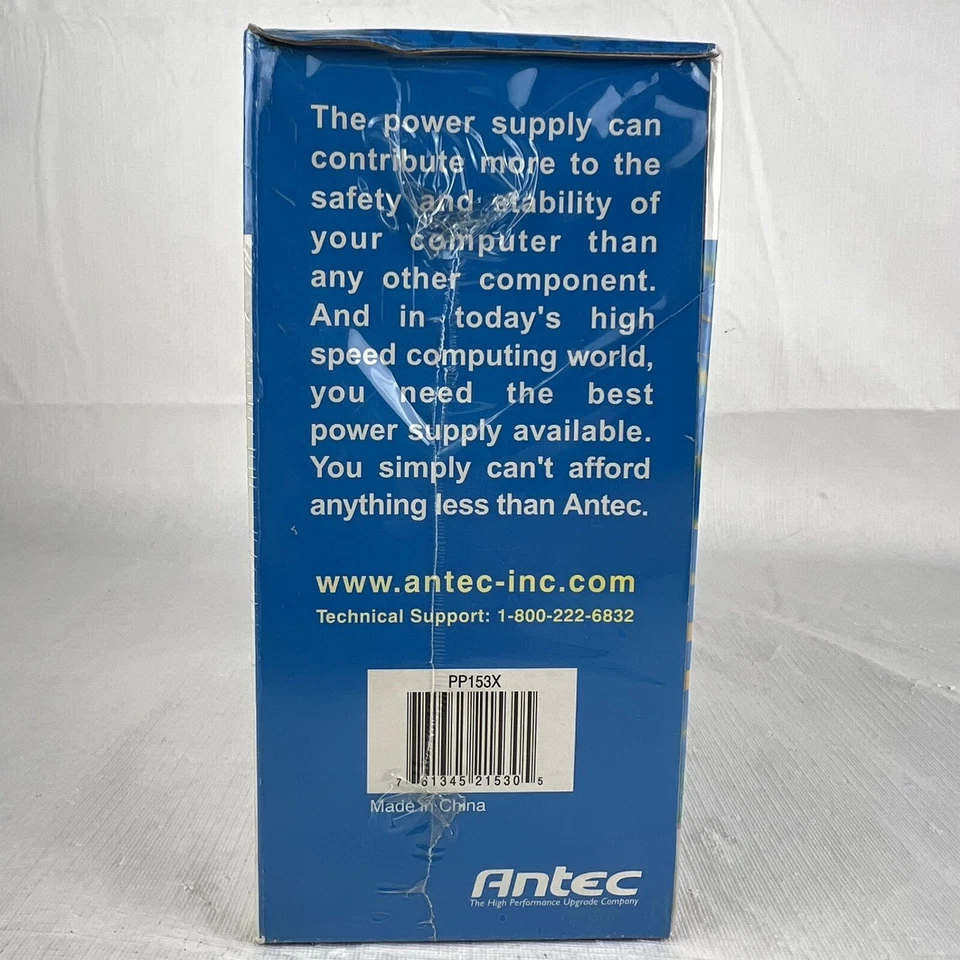 The power supply can
contribute more to the
safety and stability of
your computer than
any other component.
And in today's high
speed computing world,
you need the best
power supply available.
You simply can't afford
anything less than Antec.
www.antec-inc.com
Technical Support: 1-800-222-6832
PP153X
7 61345 21530 5
Made in China
Antec
The High Performance Upgrade Company